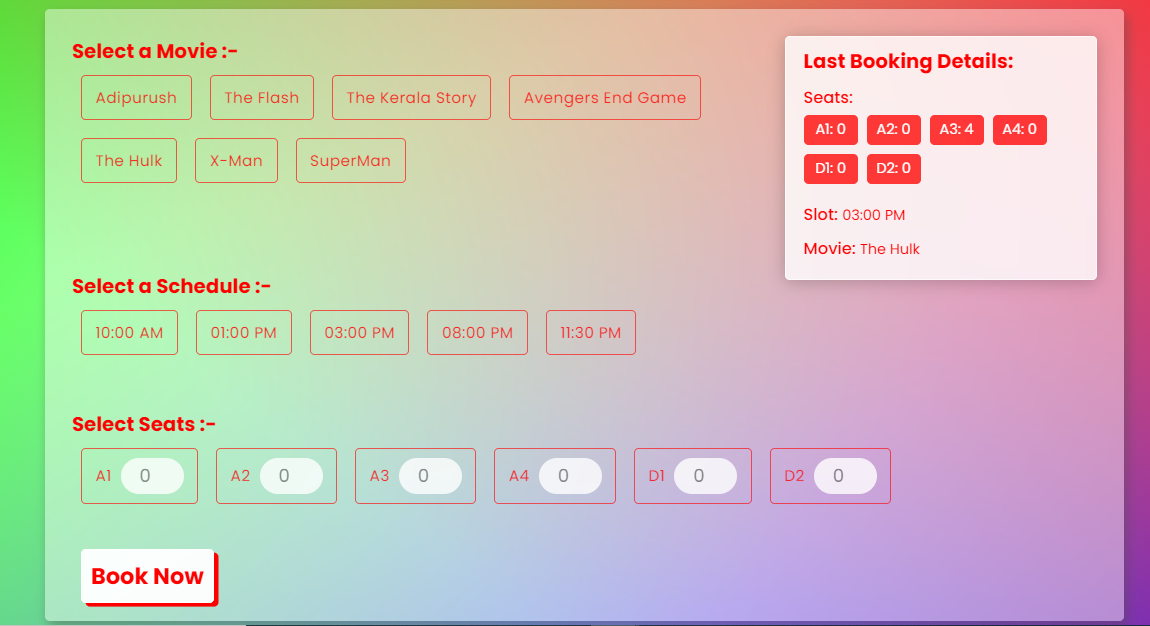 Select a Movie :-
Adipurush The Flash The Kerala Story Avengers End Game
The Hulk X-Man SuperMan
Last Booking Details:
Seats:
A1: 0 A2: 0 A3: 4 A4: 0
D1: 0 D2: 0
Slot: 03:00 PM
Movie: The Hulk
Select a Schedule :-
10:00 AM 01:00 PM 03:00 PM 08:00 PM 11:30 PM
Select Seats :-
A1 0 A2 0 A3 0 A4 0 D1 0 D2 0
Book Now